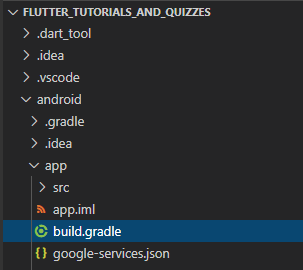 FLUTTER_TUTORIALS_AND_QUIZZES
.dart_tool
.idea
.vscode
android
.gradle
.idea
app
src
app.iml
build.gradle
google-services.json